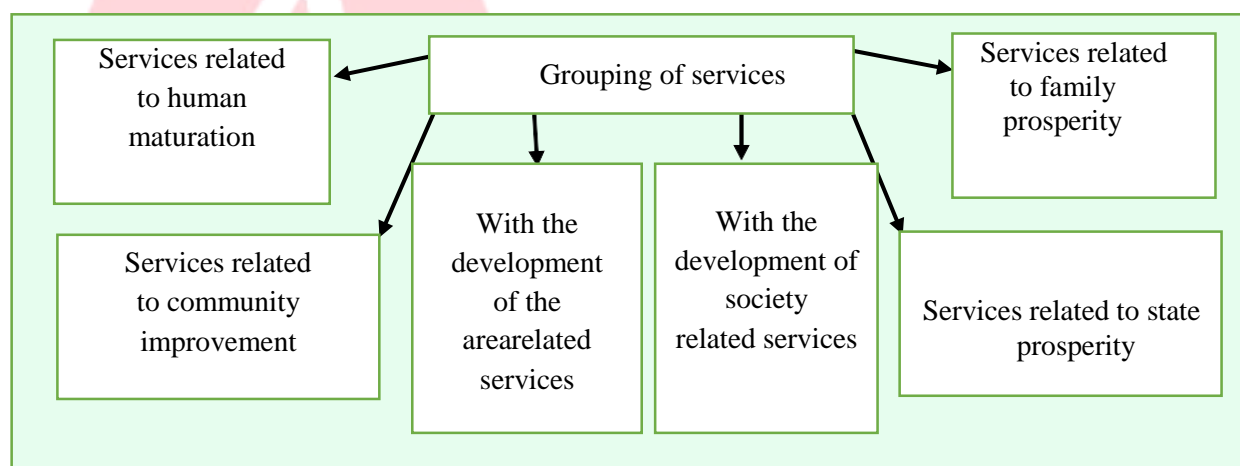 Grouping of services
Services related
to human
maturation
Services related
to family
prosperity
Services related
to community
improvement
With the
development
of the
arearelated
services
With the
development of
society
related services
Services related to state
prosperity